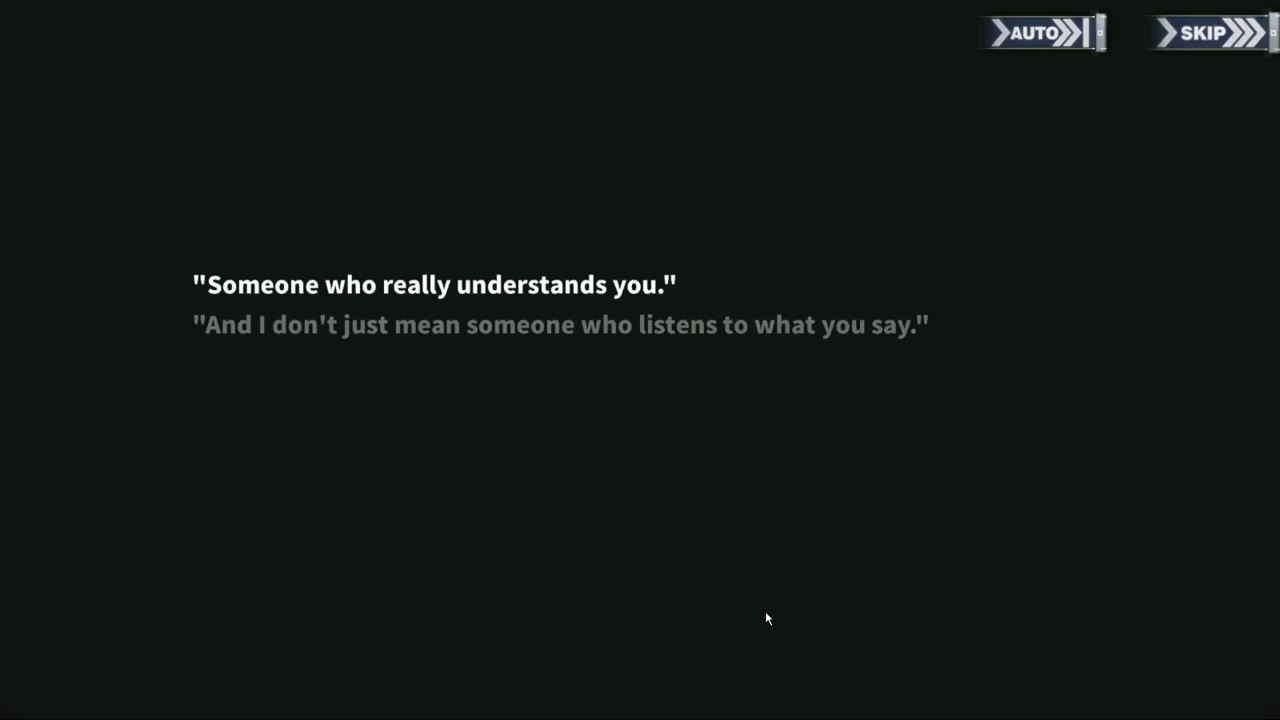 AUTO
SKIP
"Someone who really understands you."
"And I don't just mean someone who listens to what you say."